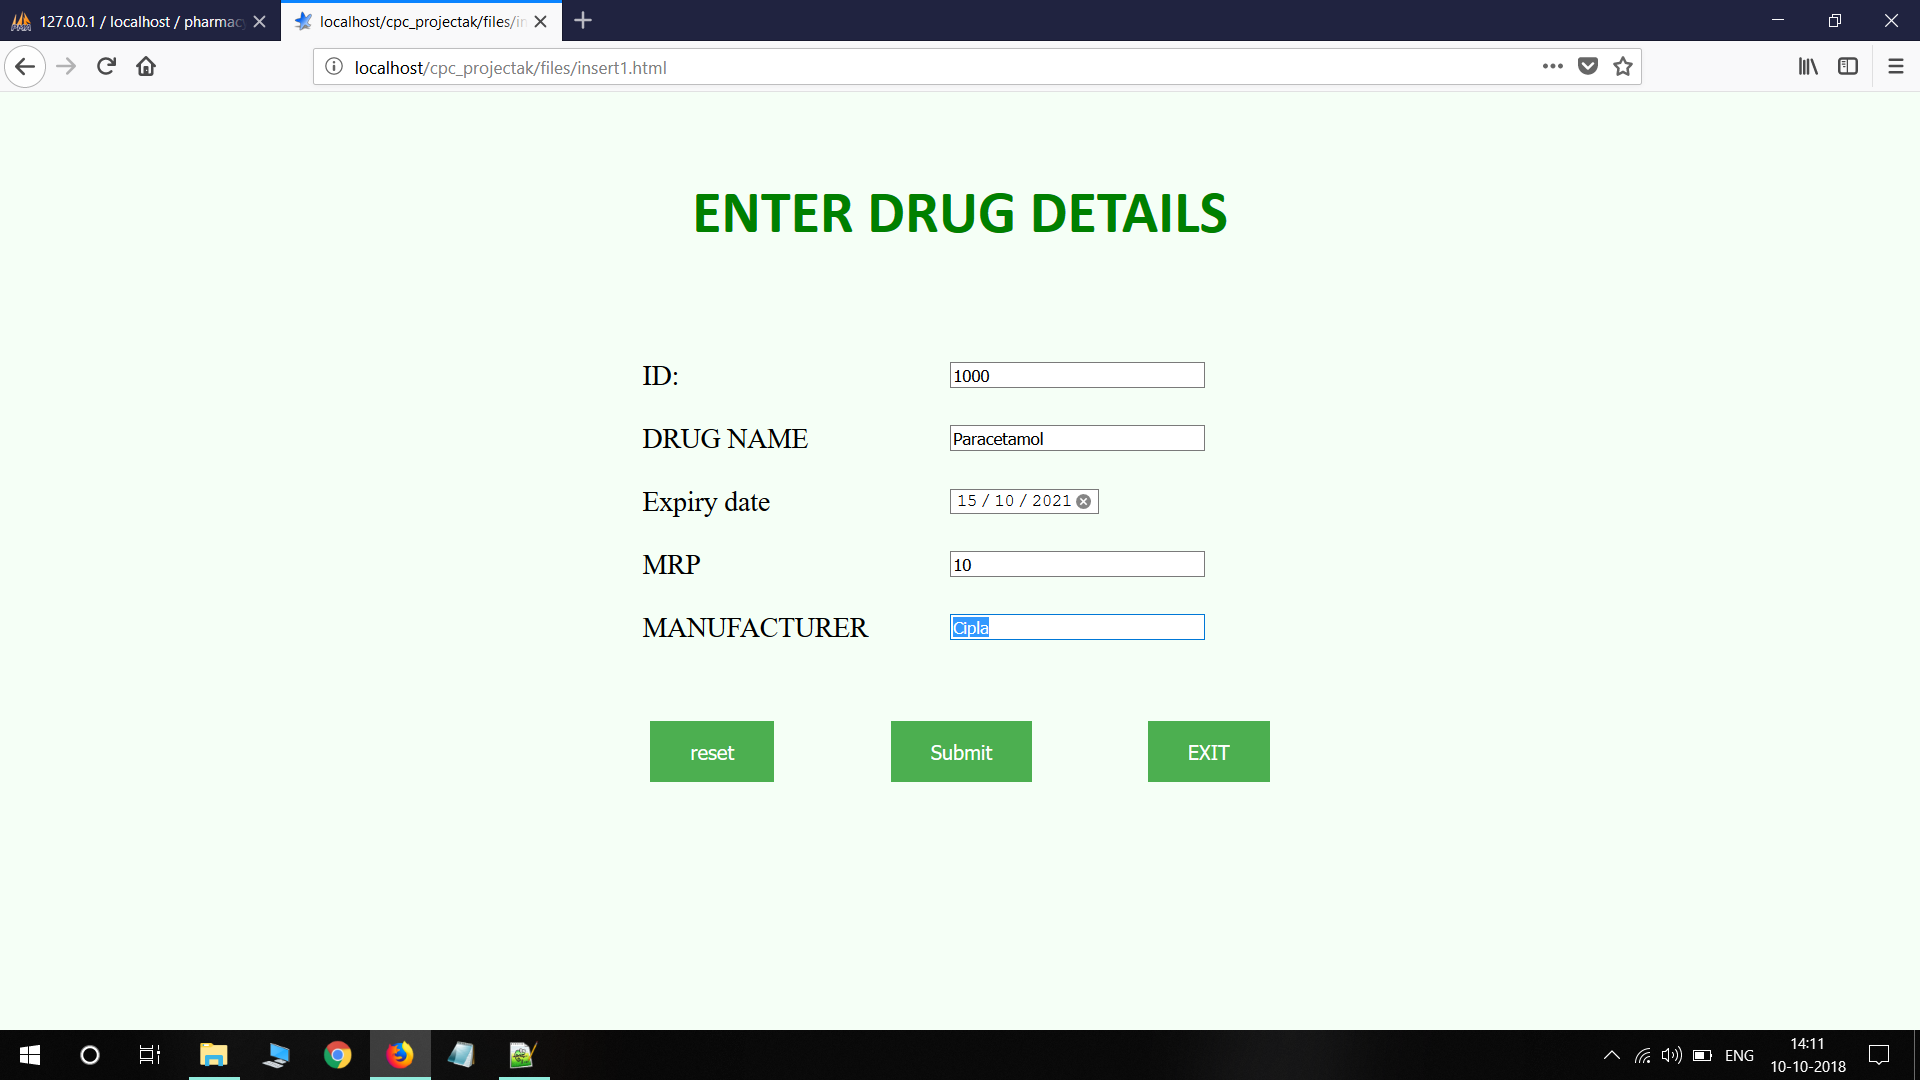 127.0.0.1 / localhost / pharmacy
localhost/cpc_projectak/files/in
localhost/cpc_projectak/files/insert1.html
ENTER DRUG DETAILS
ID: 1000
DRUG NAME Paracetamol
Expiry date 15 / 10 / 2021
MRP 10
MANUFACTURER Cipla
reset Submit EXIT
ENG
14:11
10-10-2018